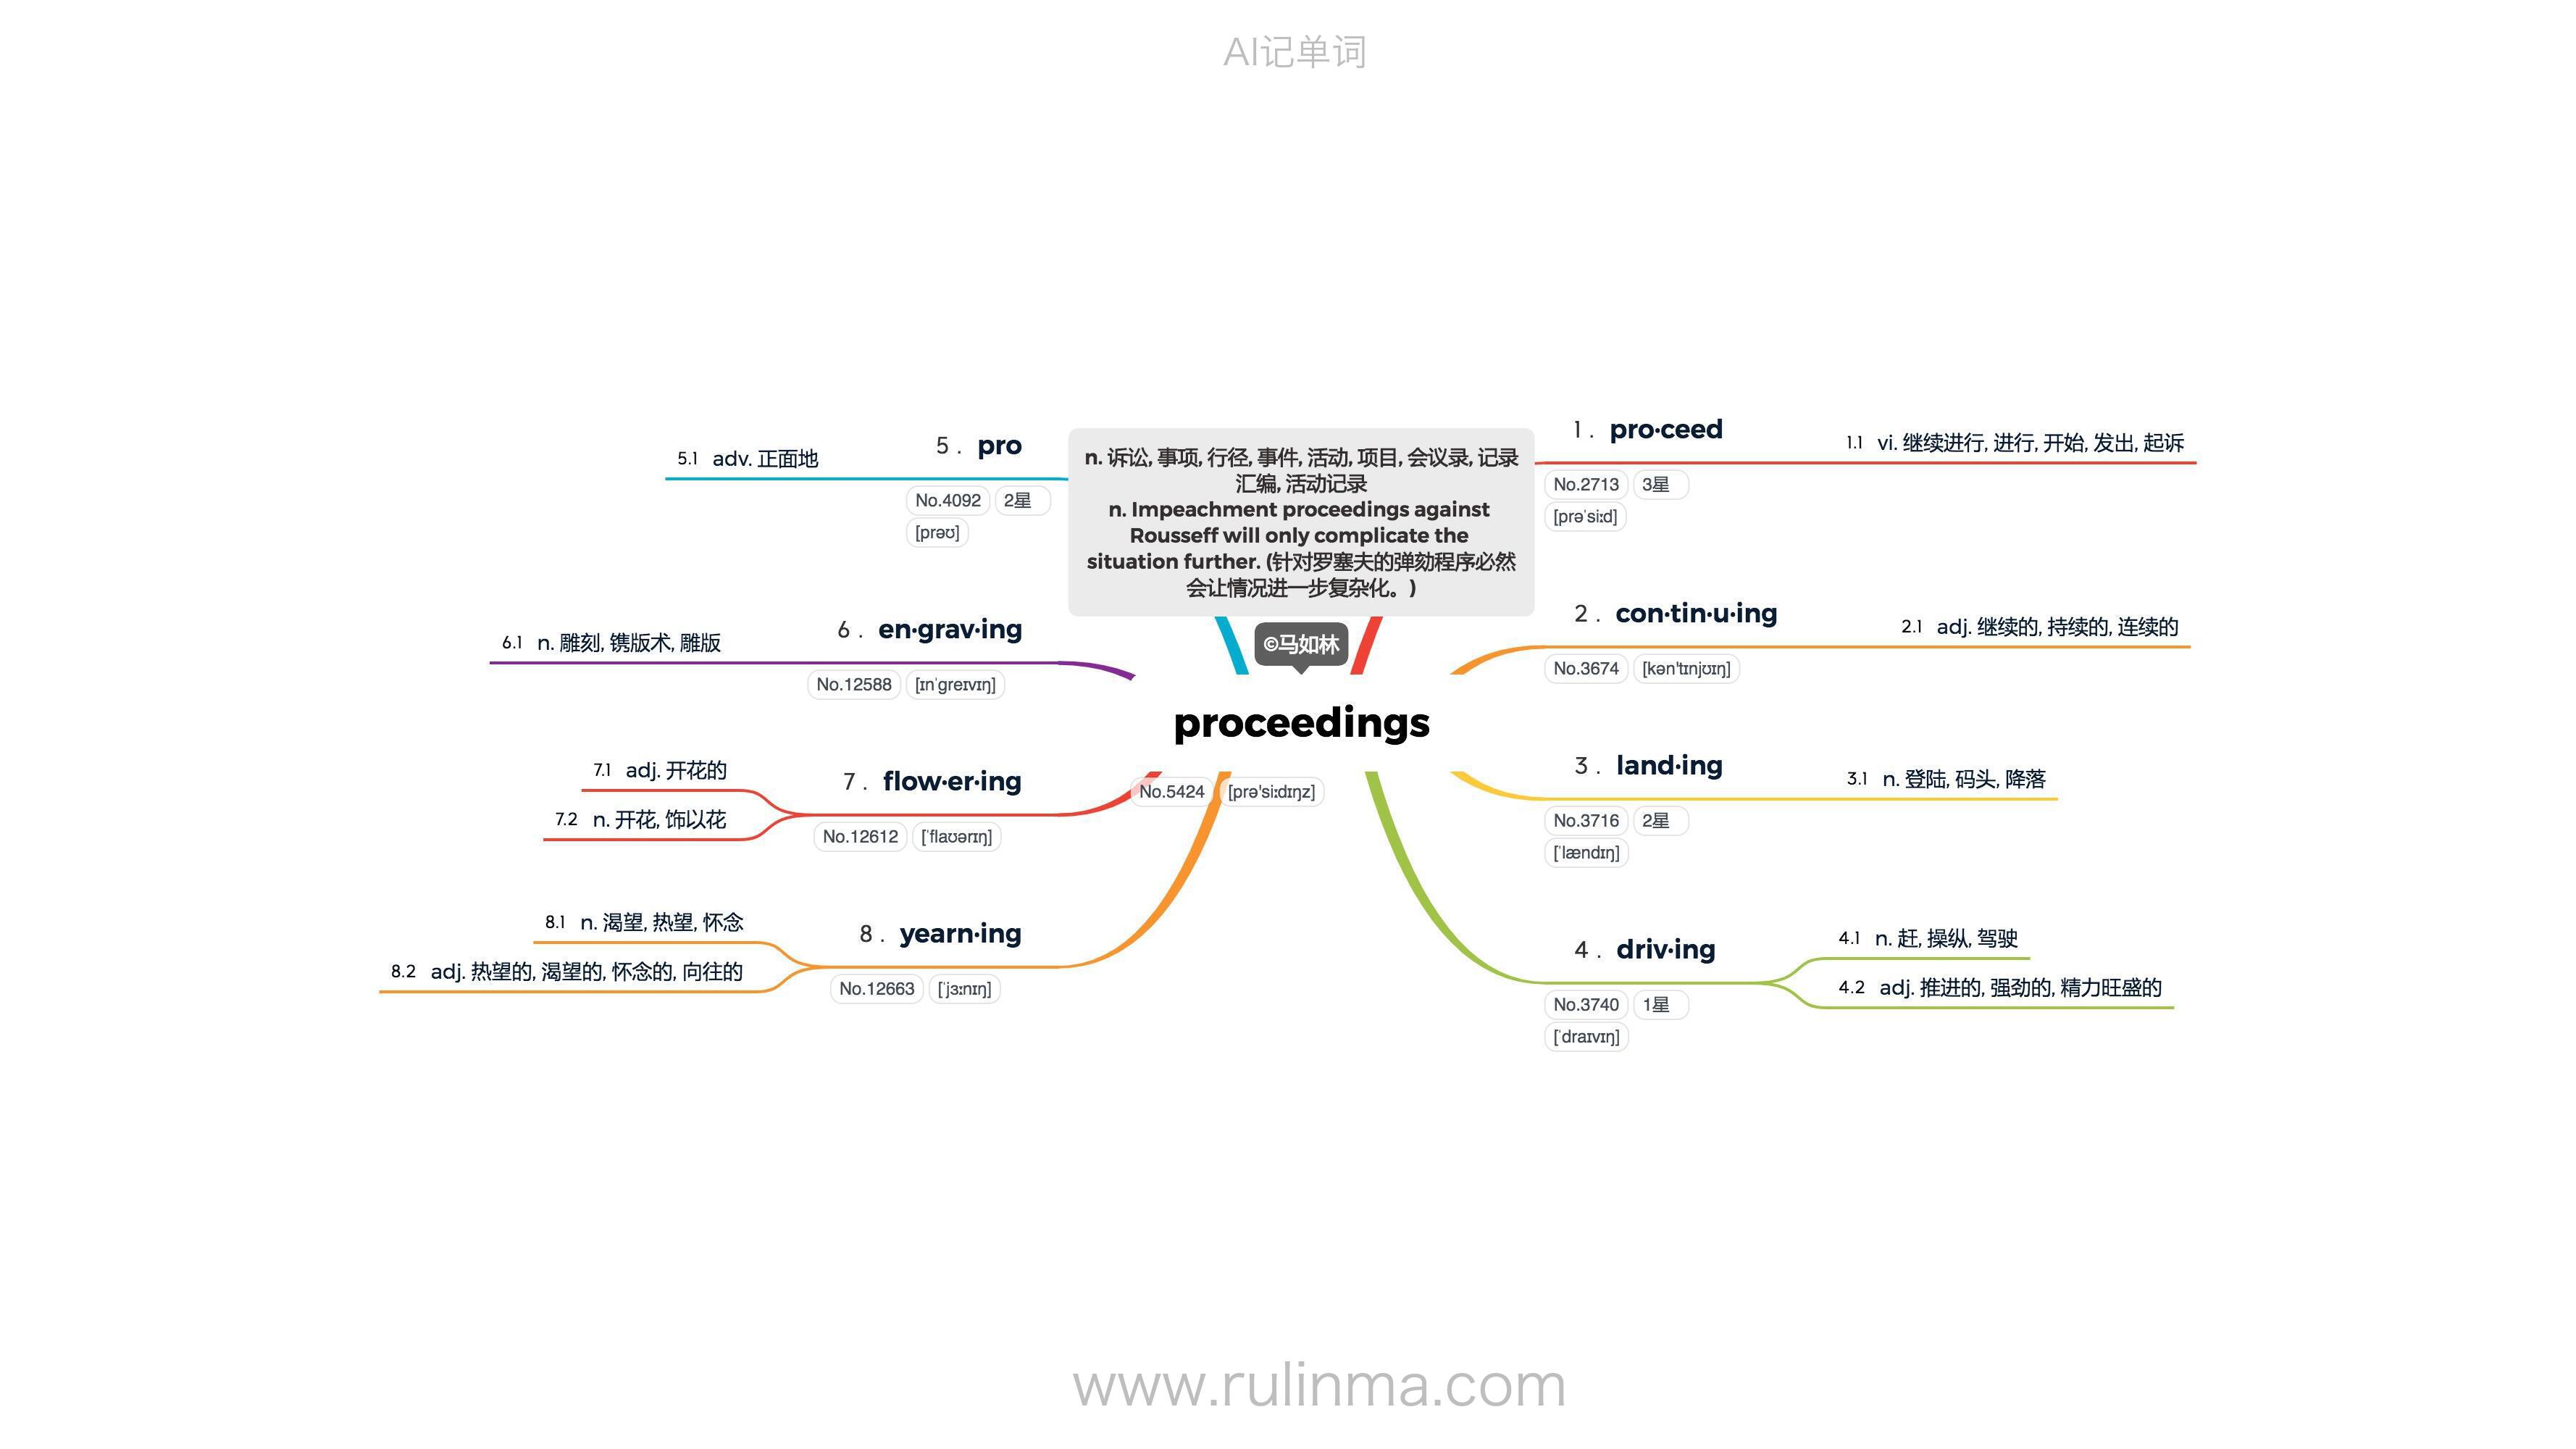 AI记单词
n. 诉讼, 事项, 行径, 事件, 活动, 项目, 会议录, 记录
汇编, 活动记录
n. Impeachment proceedings against
Rousseff will only complicate the
situation further. (针对罗塞夫的弹劾程序必然
会让情况进一步复杂化。)
©马如林
proceedings
No.5424 [prə'siːdɪŋz]
1 . pro·ceed
No.2713 3星
[prəˈsiːd]
1.1 vi. 继续进行, 进行, 开始, 发出, 起诉
2 . con·tin·u·ing
No.3674 [kən'tɪnjʊɪŋ]
2.1 adj. 继续的, 持续的, 连续的
3 . land·ing
No.3716 2星
[ˈlændɪŋ]
3.1 n. 登陆, 码头, 降落
4 . driv·ing
No.3740 1星
[ˈdraɪvɪŋ]
4.1 n. 赶, 操纵, 驾驶
4.2 adj. 推进的, 强劲的, 精力旺盛的
5 . pro
No.4092 2星
[prəʊ]
5.1 adv. 正面地
6 . en·grav·ing
No.12588 [ɪnˈɡreɪvɪŋ]
6.1 n. 雕刻, 镌版术, 雕版
7 . flow·er·ing
No.12612 [ˈflaʊərɪŋ]
7.1 adj. 开花的
7.2 n. 开花, 饰以花
8 . yearn·ing
No.12663 [ˈjɜːnɪŋ]
8.1 n. 渴望, 热望, 怀念
8.2 adj. 热望的, 渴望的, 怀念的, 向往的
www.rulinma.com